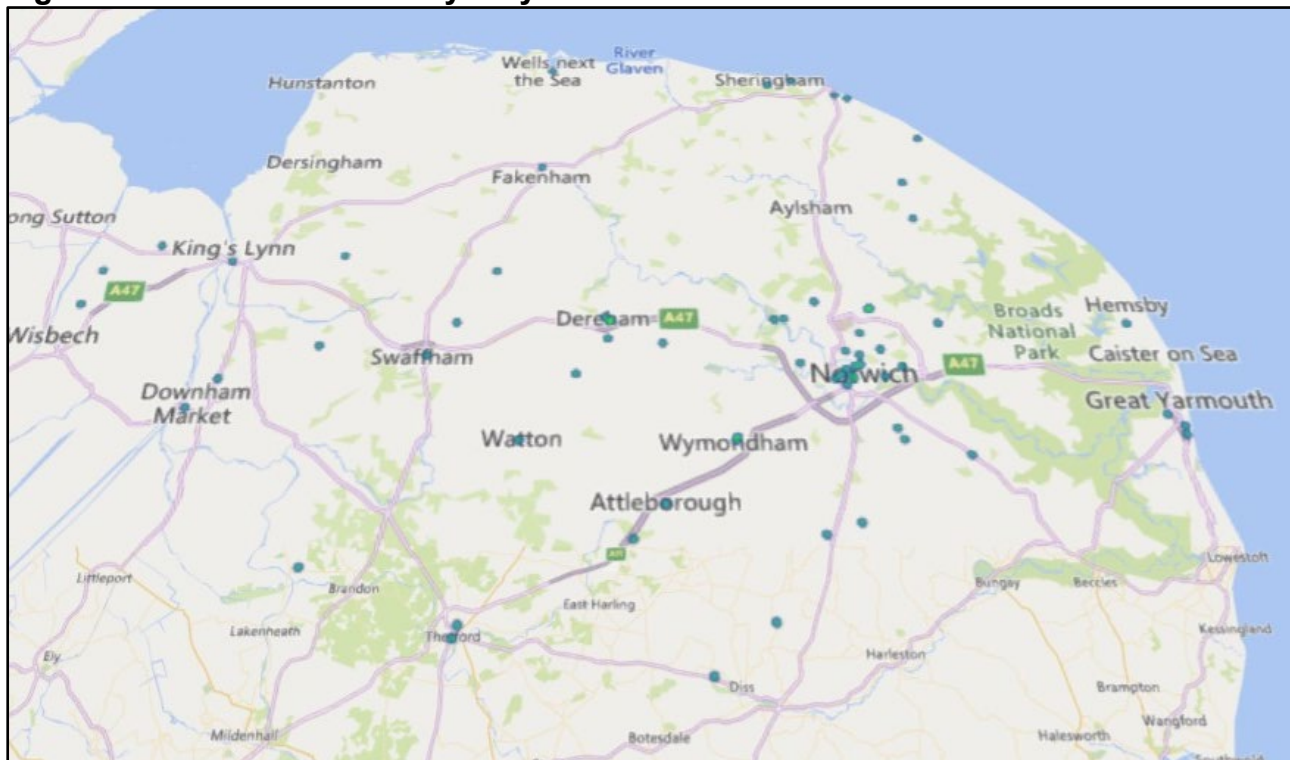 River
Glaven
Wells next
the Sea
Hunstanton
Sheringham
Dersingham
Fakenham
Aylsham
ong Sutton
King's Lynn
A47
Wisbech
Dereham
A47
Broads
National
Park
Hemsby
Swaffham
Norwich
A47
Caister on Sea
Downham
Market
Great Yarmouth
Watton
Wymondham
Attleborough
A11
Littleport
Brandon
East Harling
Bungay
Beccles
Lowestoft
Lakenheath
Thetford
Kessingland
Ely
Harleston
Diss
Brampton
Mildenhall
Botesdale
Halesworth
Wangford
Southwold